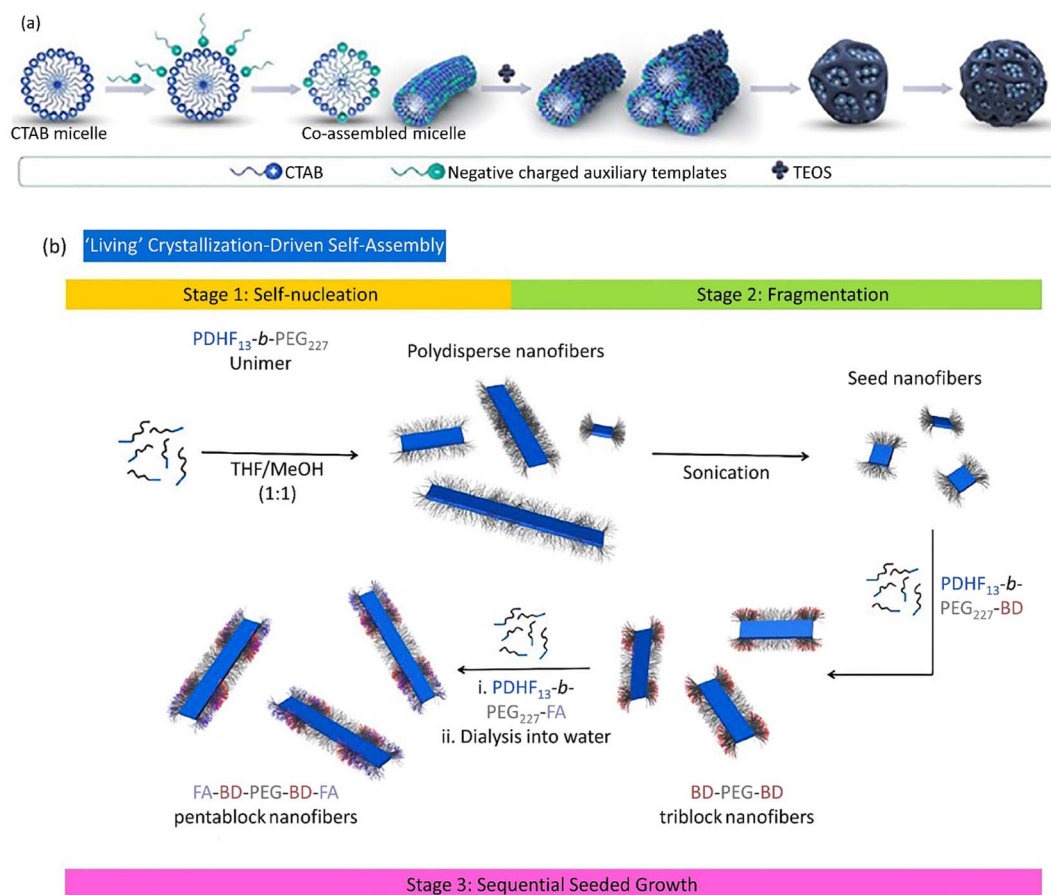 (a)
CTAB micelle
Co-assembled micelle
CTAB
Negative charged auxiliary templates
TEOS
(b)
'Living' Crystallization-Driven Self-Assembly
Stage 1: Self-nucleation
Stage 2: Fragmentation
PDHF₁₃-b-PEG₂₂₇
Unimer
THF/MeOH
(1:1)
Polydisperse nanofibers
Sonication
Seed nanofibers
PDHF₁₃-b-
PEG₂₂₇-BD
BD-PEG-BD
triblock nanofibers
i. PDHF₁₃-b-
PEG₂₂₇-FA
ii. Dialysis into water
FA-BD-PEG-BD-FA
pentablock nanofibers
Stage 3: Sequential Seeded Growth